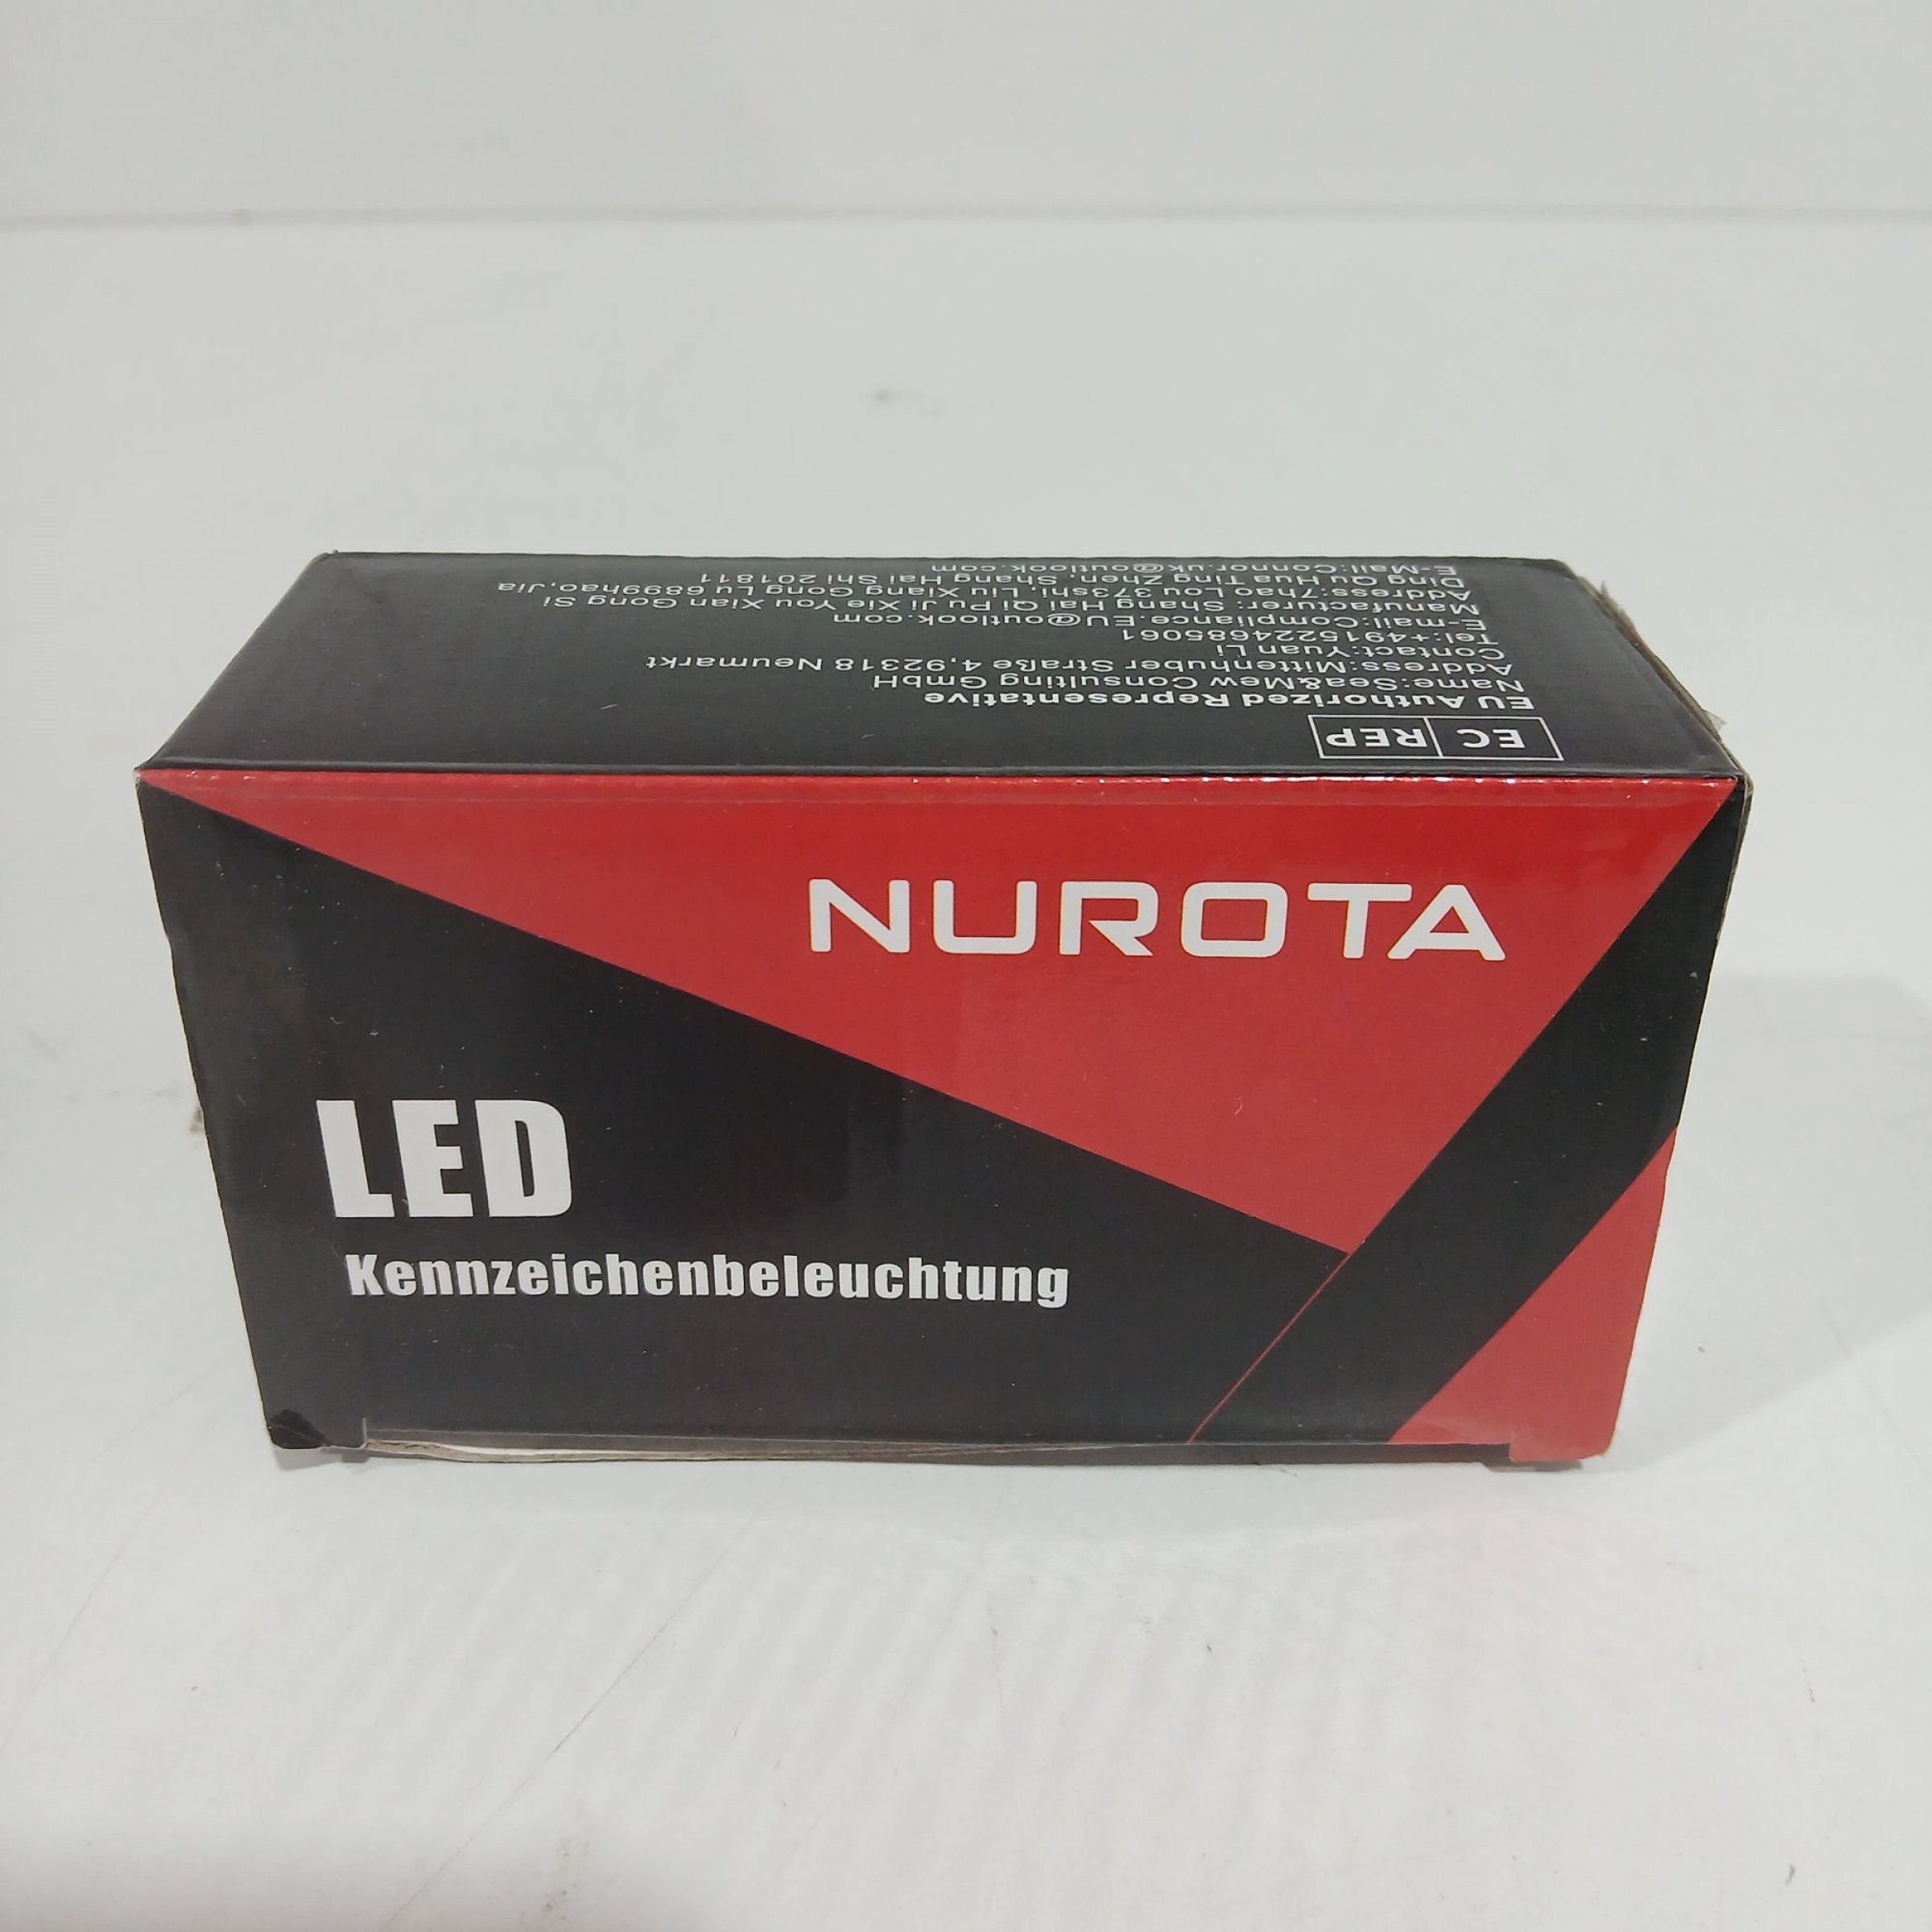 NUROTA
LED
Kennzeichenbeleuchtung
EC REP
EU Authorized Representative
Name:Sea&Mew Consulting GmbH
Address:Mittenhuber Straße 4,92318 Neumarkt
Contact:Yuan Li
Tel:+4915224685061
E-mail:Compliance.EU@outlook.com
Manufacturer: Shang Hai Qi Pu Ji Xie You Xian Gong Si
Address:7hao Lou 373shi, Liu Xiang Gong Lu 6899hao,Jia
Ding Qu Hua Ting Zhen, Shang Hai Shi 201811
E-Mail:Connor.uk@outlook.com